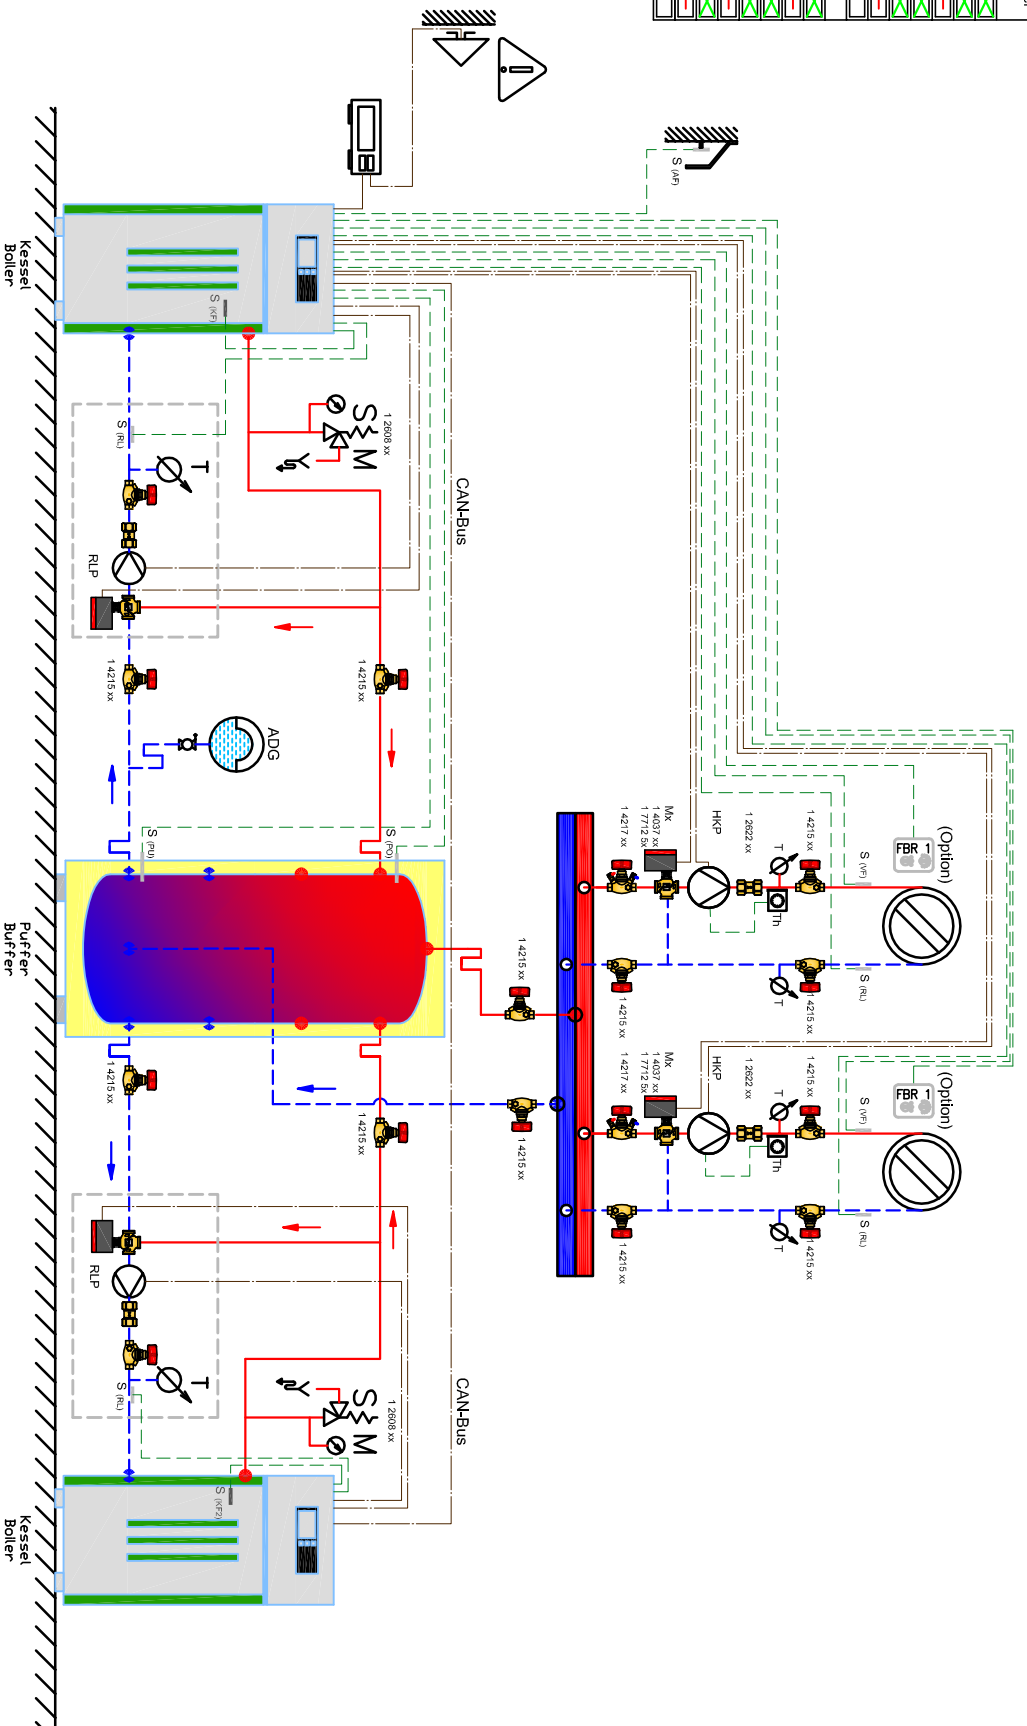 S (AF)
(Option)
FBR 1
S (VF)
S (RL)
1 4215 xx
1 4215 xx
T
T
Th
1 2622 xx
HKP
Mx
1 4037 xx
1 7712 5x
1 4217 xx
1 4215 xx
(Option)
FBR 1
S (VF)
S (RL)
1 4215 xx
1 4215 xx
T
T
Th
1 2622 xx
HKP
Mx
1 4037 xx
1 7712 5x
1 4217 xx
1 4215 xx
1 4215 xx
1 4215 xx
CAN-Bus
CAN-Bus
1 2608 xx
S M
1 2608 xx
S M
1 4215 xx
S (PO)
1 4215 xx
ADG
S (KF)
S (KF2)
T
T
S (RL)
RLP
1 4215 xx
S (PU)
1 4215 xx
RLP
S (RL)
Kessel
Boiler
Puffer
Buffer
Kessel
Boiler